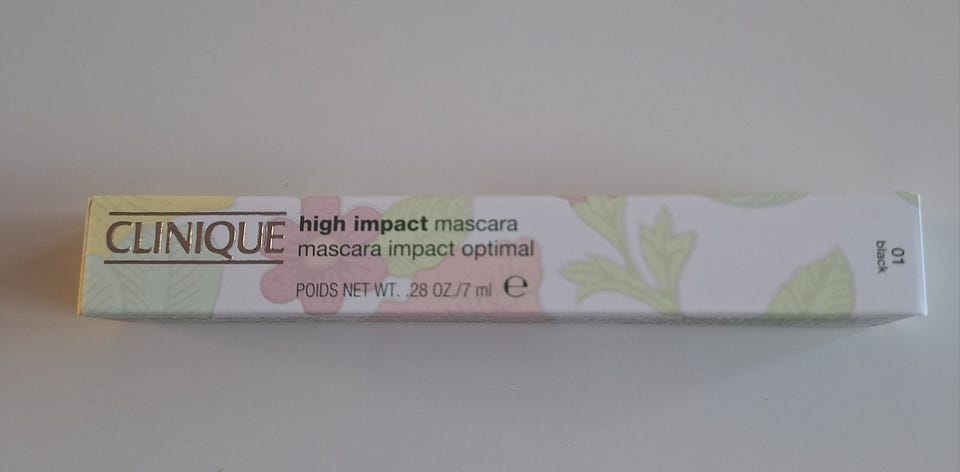 CLINIQUE
high impact mascara
mascara impact optimal
POIDS NET WT. .28 OZ./7 ml ℮
01
black